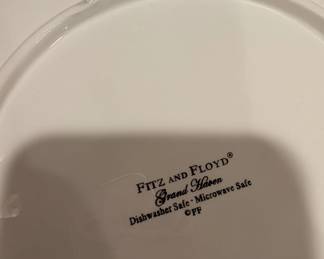 FITZ AND FLOYD®
Grand Haven
Dishwasher Safe · Microwave Safe
©FF